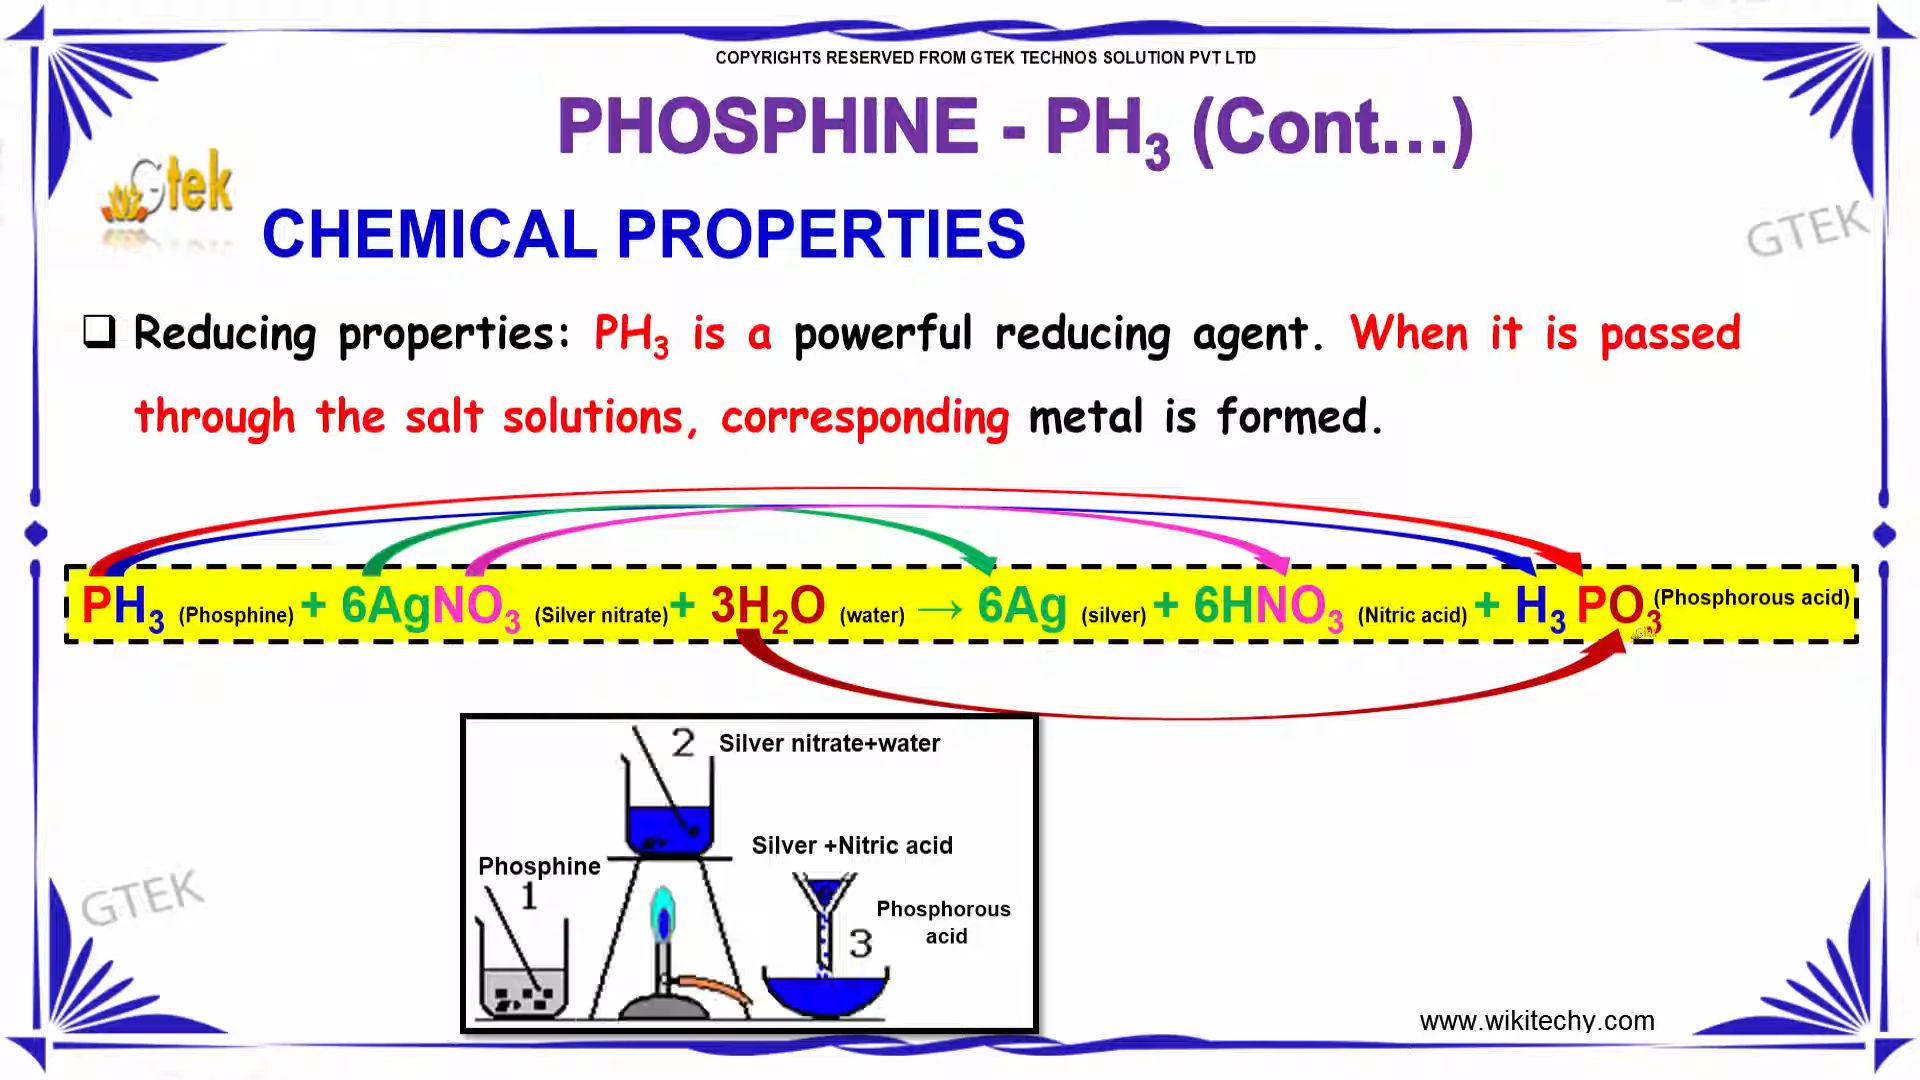 COPYRIGHTS RESERVED FROM GTEK TECHNOS SOLUTION PVT LTD
PHOSPHINE - PH₃ (Cont...)
Gtek
CHEMICAL PROPERTIES
GTEK
❑ Reducing properties: PH₃ is a powerful reducing agent. When it is passed
through the salt solutions, corresponding metal is formed.
PH₃ (Phosphine) + 6AgNO₃ (Silver nitrate) + 3H₂O (water) → 6Ag (silver) + 6HNO₃ (Nitric acid) + H₃ PO₃ (Phosphorous acid)
2 Silver nitrate+water
Silver +Nitric acid
Phosphine
1
Phosphorous
acid
3
GTEK
www.wikitechy.com